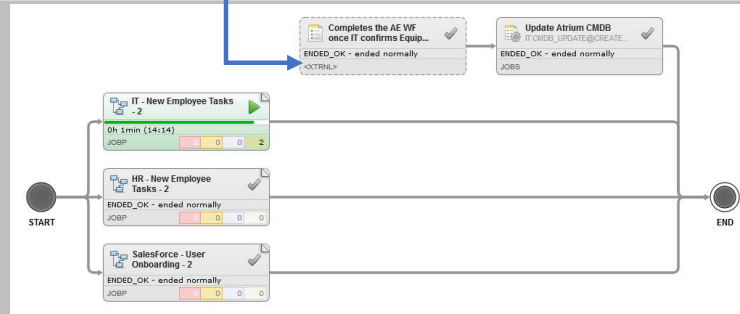 Completes the AE WF
once IT confirms Equip...
ENDED_OK - ended normally
<XTRNL>
Update Atrium CMDB
IT.CMDB_UPDATE@CREATE...
ENDED_OK - ended normally
JOBS
IT - New Employee Tasks
- 2
0h 1min (14:14)
JOBP 0 0 0 2
HR - New Employee
Tasks - 2
ENDED_OK - ended normally
JOBP 0 0 0 0
SalesForce - User
Onboarding - 2
ENDED_OK - ended normally
JOBP 0 0 0 0
START
END